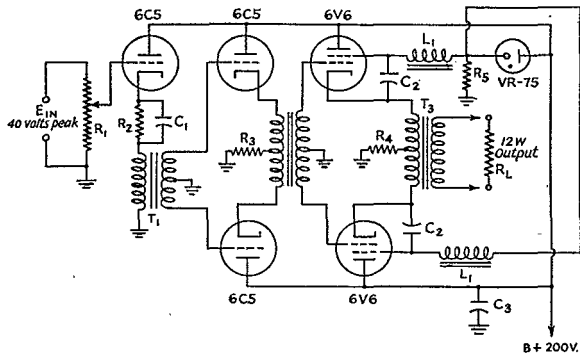 6C5
6C5
6V6
E IN
40 volts peak
R1
R2
C1
T1
R3
C2
L1
R5
VR-75
T3
R4
12W
Output
RL
C2
L1
C3
6C5
6V6
B+ 200V.